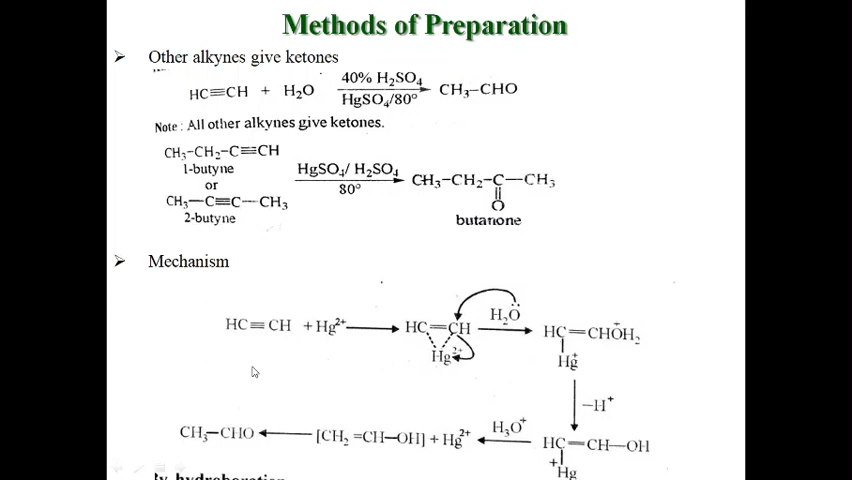 Methods of Preparation
➢ Other alkynes give ketones
HC≡CH + H₂O 40% H₂SO₄ HgSO₄/80° CH₃–CHO
Note : All other alkynes give ketones.
CH₃–CH₂–C≡CH
1-butyne
or
CH₃–C≡C–CH₃
2-butyne
HgSO₄/ H₂SO₄
80°
CH₃–CH₂–C–CH₃
O
butanone
➢ Mechanism
HC≡CH + Hg²⁺ → HC=CH H₂Ö HC=CHOH₂
+
Hg²⁺
Hg
+
–H⁺
CH₃–CHO ← [CH₂=CH–OH] + Hg²⁺ ← H₃O⁺ HC=CH–OH
+
Hg
By hydroboration